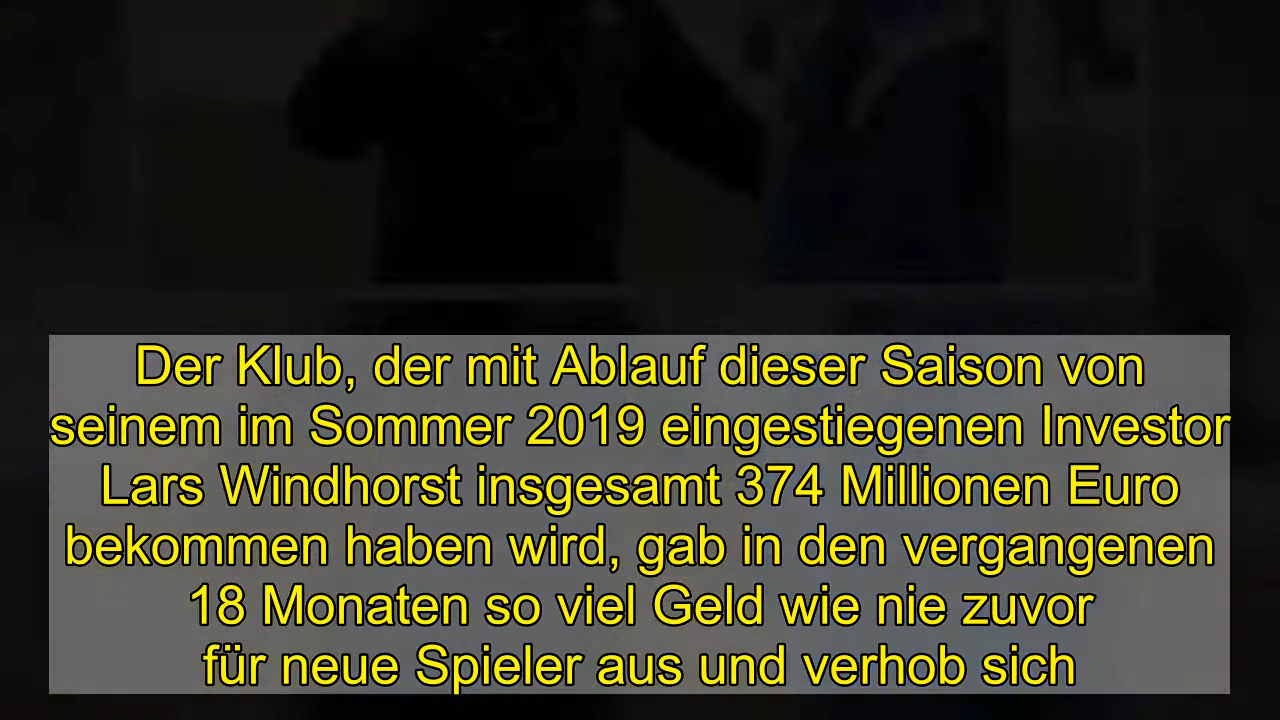 Der Klub, der mit Ablauf dieser Saison von
seinem im Sommer 2019 eingestiegenen Investor
Lars Windhorst insgesamt 374 Millionen Euro
bekommen haben wird, gab in den vergangenen
18 Monaten so viel Geld wie nie zuvor
für neue Spieler aus und verhob sich